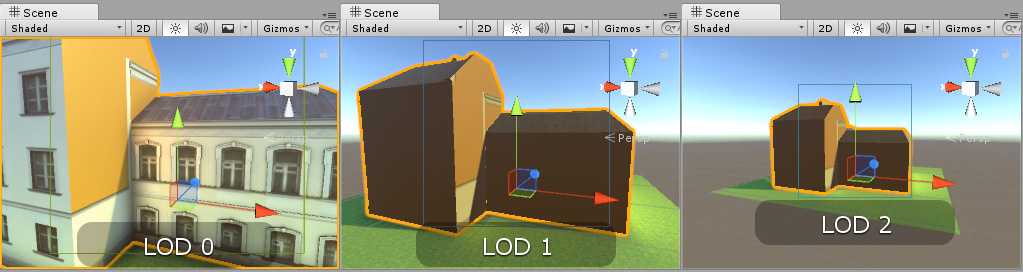 Scene
Shaded
2D
Gizmos
y
x
Persp
LOD 0
Scene
Shaded
2D
Gizmos
y
x
Persp
LOD 1
Scene
Shaded
2D
Gizmos
y
x
Persp
LOD 2